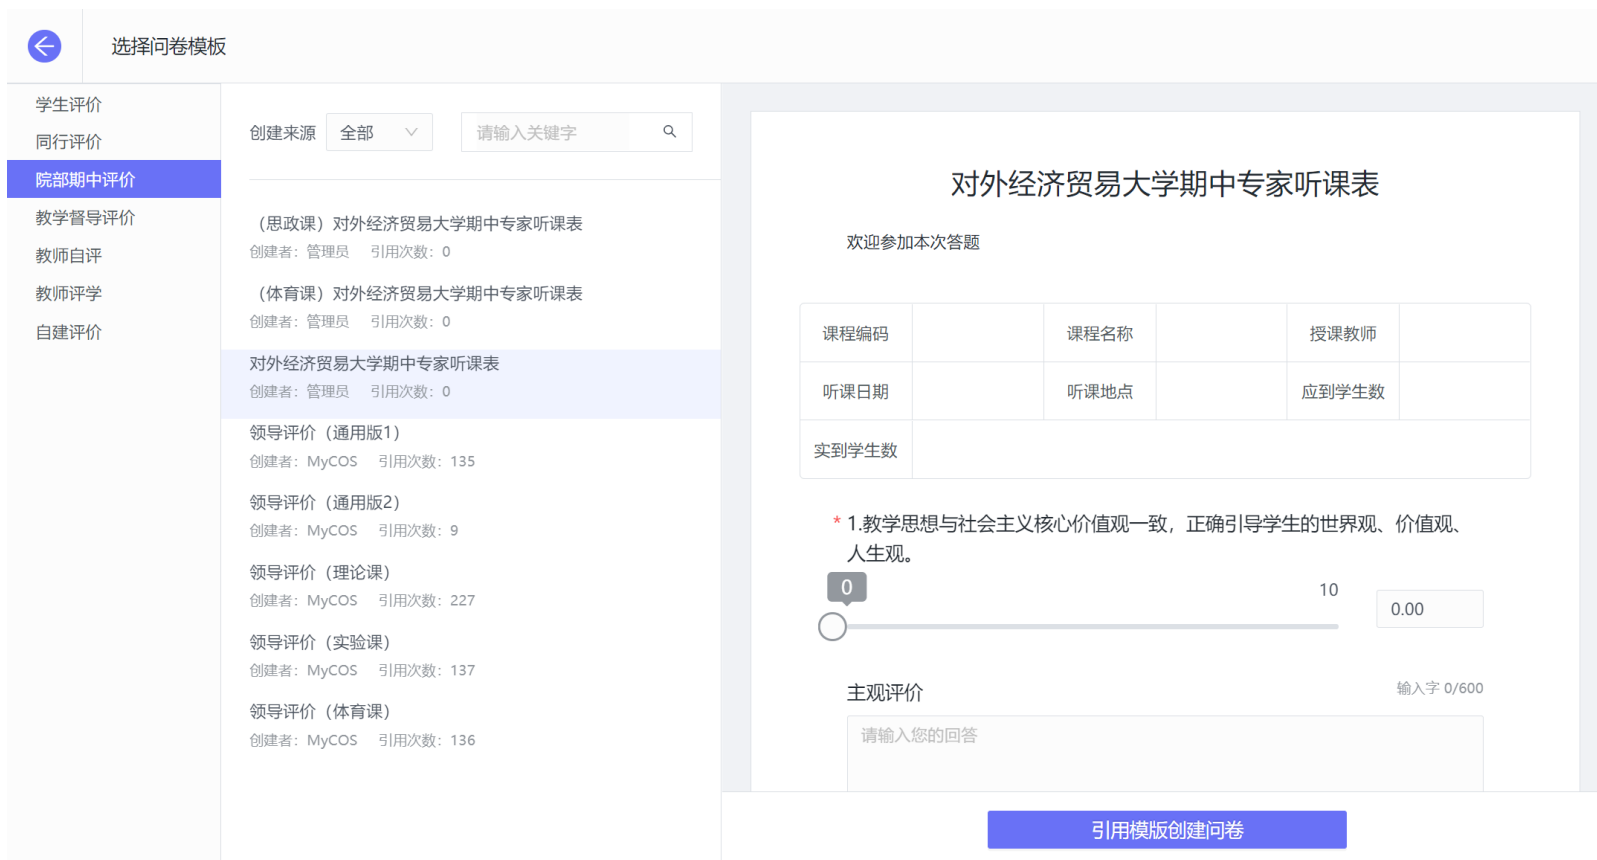 选择问卷模板
学生评价
同行评价
院部期中评价
教学督导评价
教师自评
教师评学
自建评价
创建来源 全部 请输入关键字
（思政课）对外经济贸易大学期中专家听课表
创建者：管理员 引用次数：0
（体育课）对外经济贸易大学期中专家听课表
创建者：管理员 引用次数：0
对外经济贸易大学期中专家听课表
创建者：管理员 引用次数：0
领导评价（通用版1）
创建者：MyCOS 引用次数：135
领导评价（通用版2）
创建者：MyCOS 引用次数：9
领导评价（理论课）
创建者：MyCOS 引用次数：227
领导评价（实验课）
创建者：MyCOS 引用次数：137
领导评价（体育课）
创建者：MyCOS 引用次数：136
对外经济贸易大学期中专家听课表
欢迎参加本次答题
课程编码 课程名称 授课教师
听课日期 听课地点 应到学生数
实到学生数
* 1.教学思想与社会主义核心价值观一致，正确引导学生的世界观、价值观、
人生观。
0 10 0.00
主观评价 输入字 0/600
请输入您的回答
引用模版创建问卷